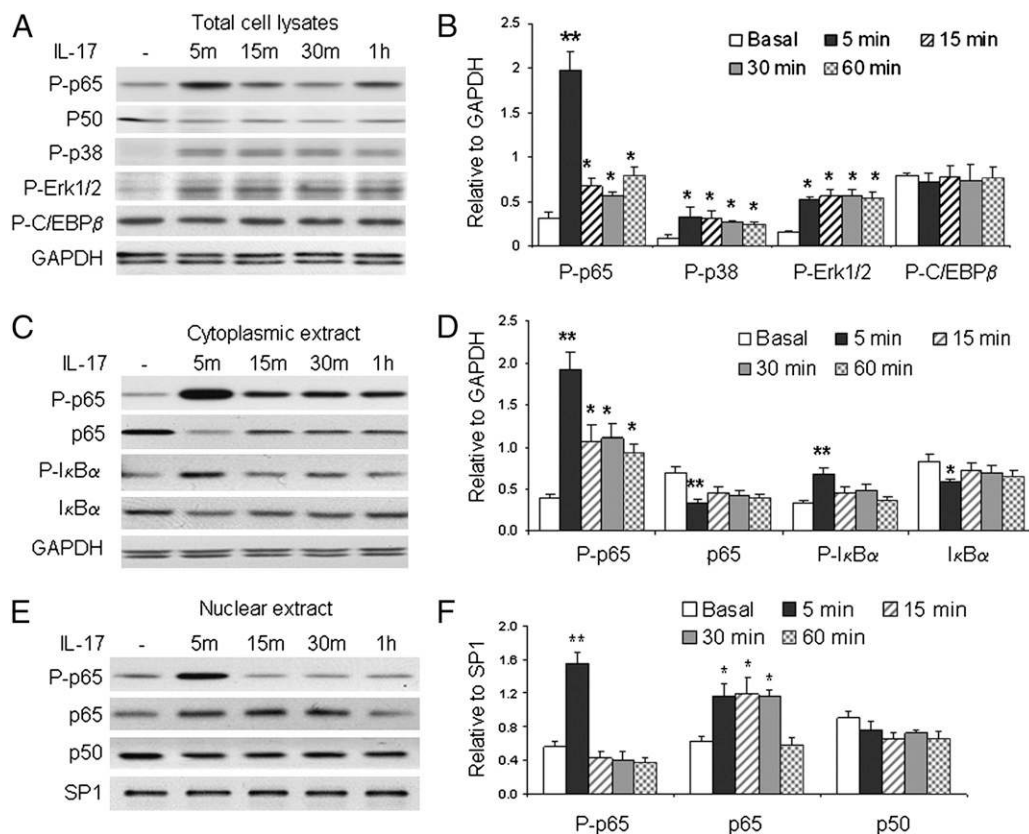 A
Total cell lysates
IL-17 - 5m 15m 30m 1h
P-p65
P50
P-p38
P-Erk1/2
P-C/EBPβ
GAPDH
B
Relative to GAPDH
2.5
2
1.5
1
0.5
0
Basal 5 min 15 min
30 min 60 min
** * * *
* * * *
* * * *
P-p65 P-p38 P-Erk1/2 P-C/EBPβ
C
Cytoplasmic extract
IL-17 - 5m 15m 30m 1h
P-p65
p65
P-IκBα
IκBα
GAPDH
D
Relative to GAPDH
2.5
2.0
1.5
1.0
0.5
0.0
Basal 5 min 15 min
30 min 60 min
** * * *
**
**
*
P-p65 p65 P-IκBα IκBα
E
Nuclear extract
IL-17 - 5m 15m 30m 1h
P-p65
p65
p50
SP1
F
Relative to SP1
2.0
1.6
1.2
0.8
0.4
0.0
Basal 5 min 15 min
30 min 60 min
**
* * *
P-p65 p65 p50